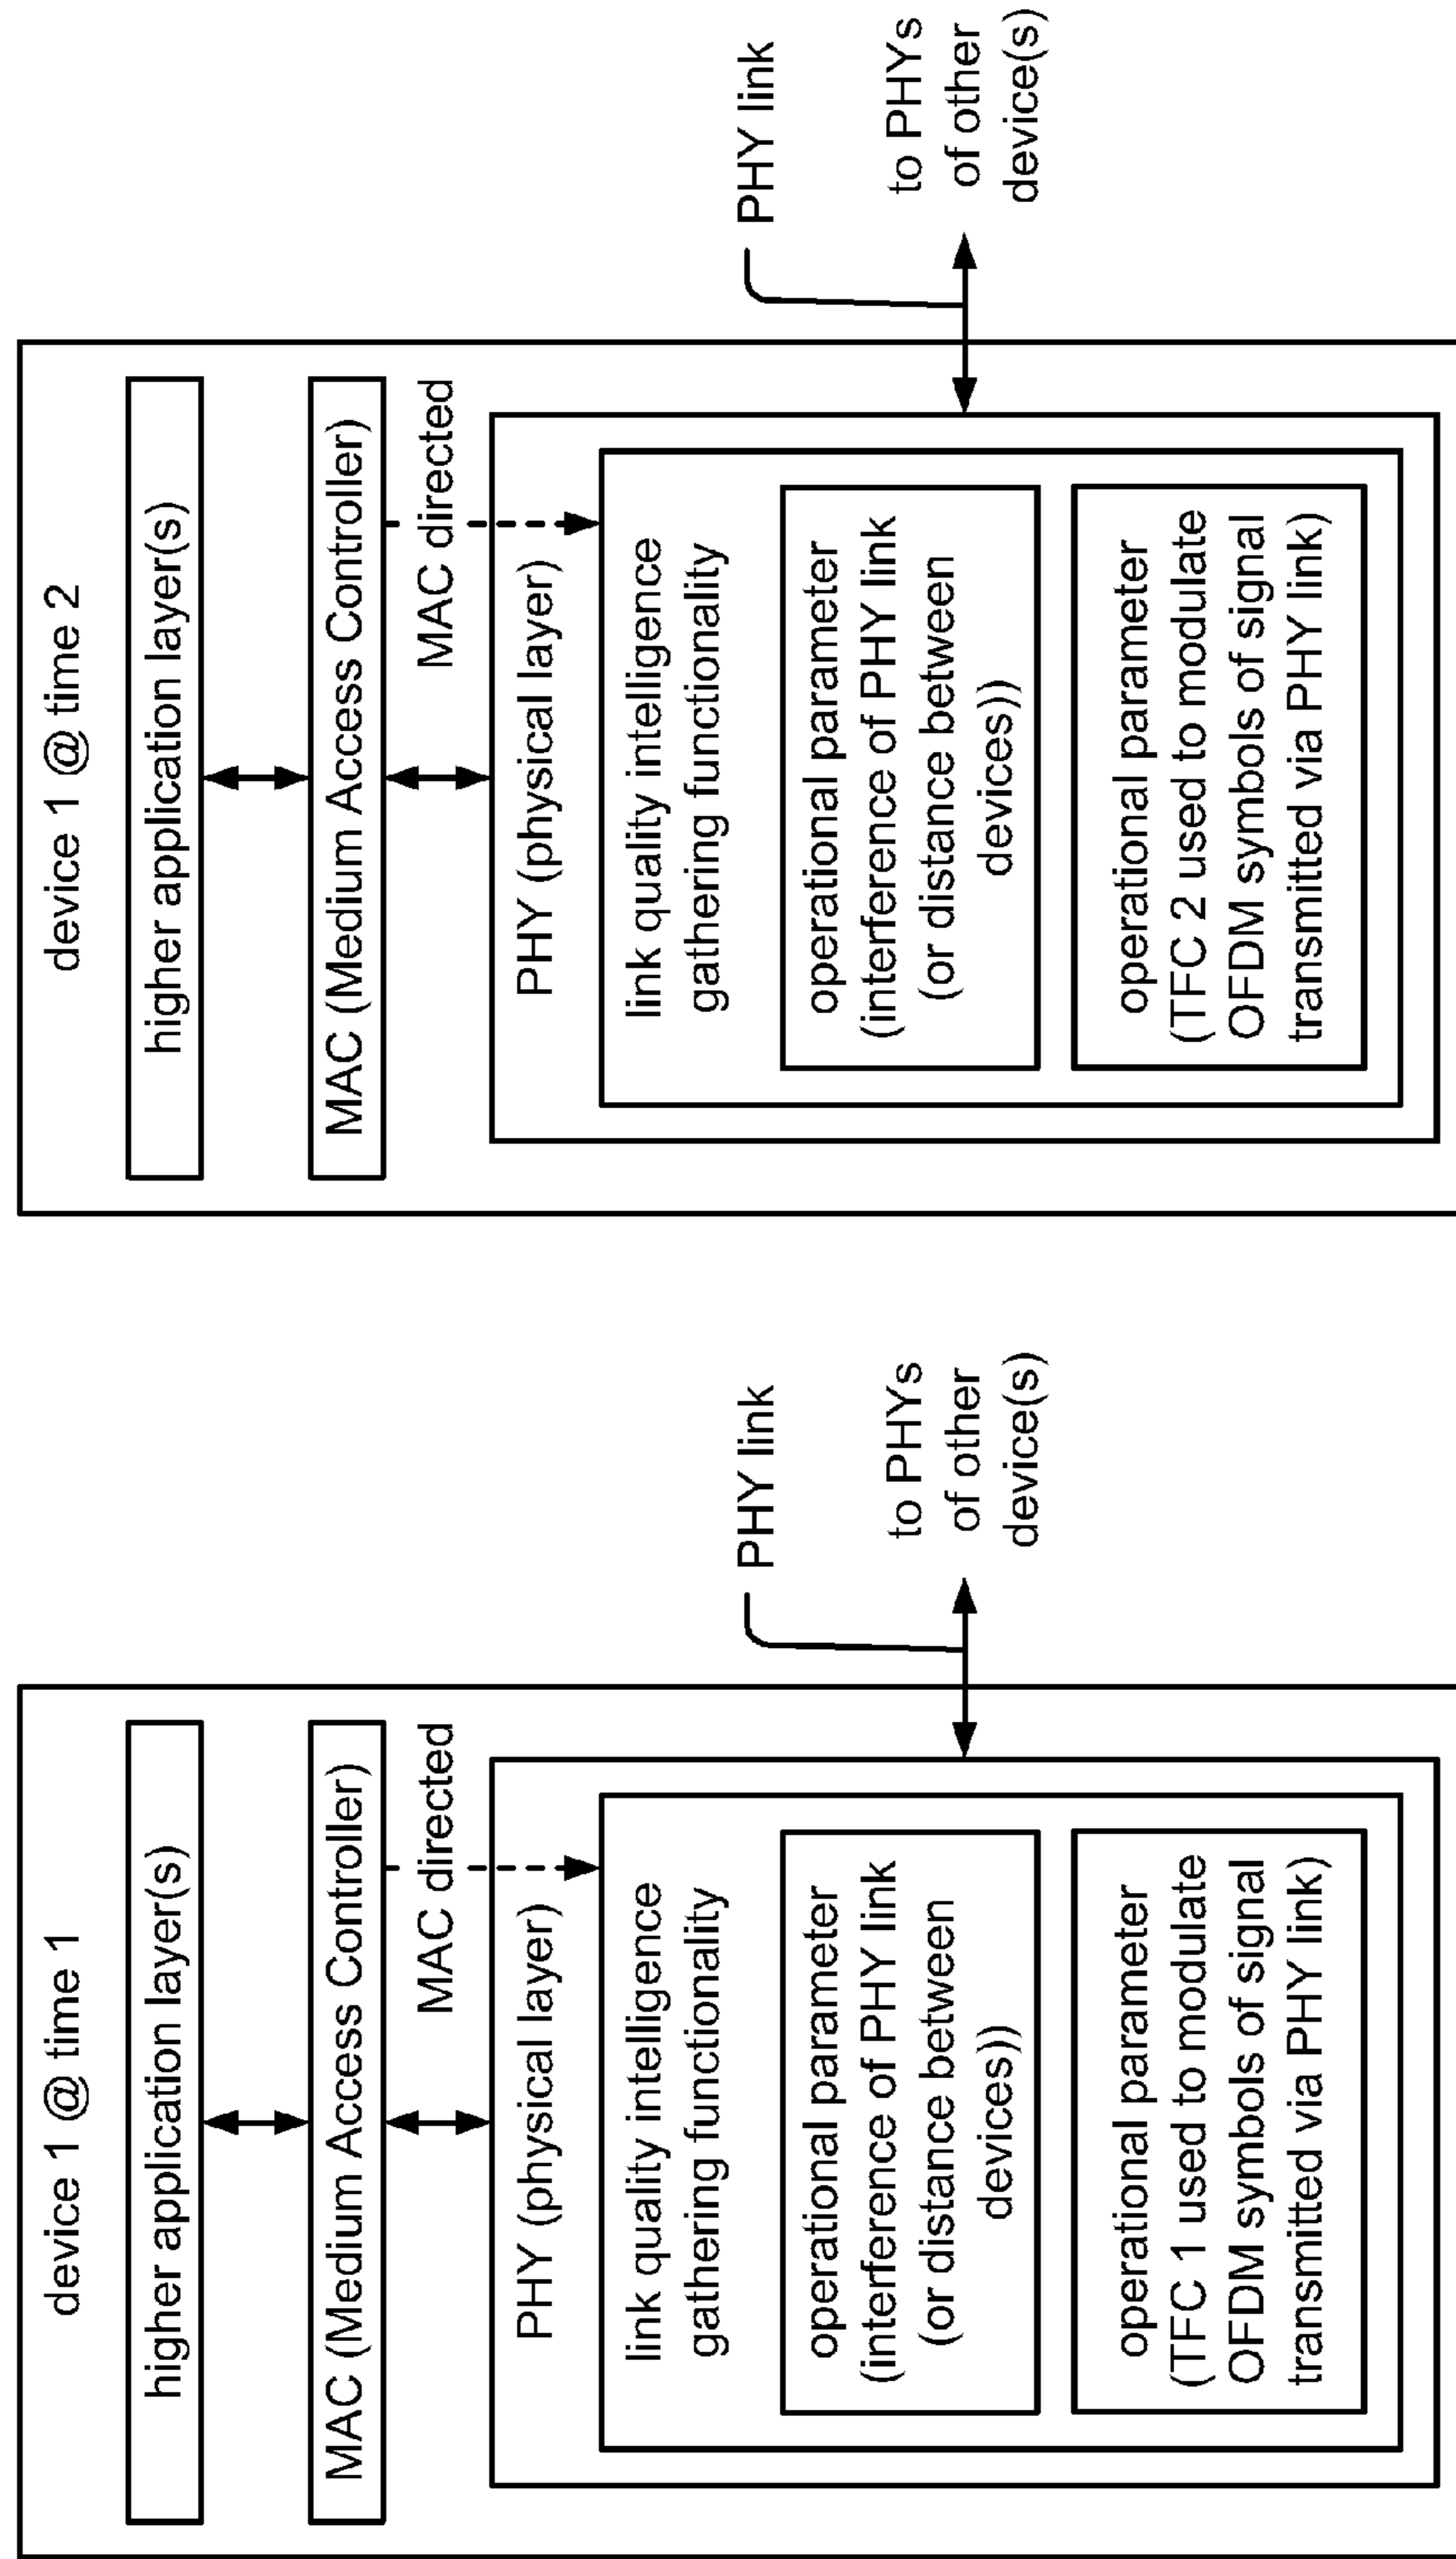 device 1 @ time 1
higher application layer(s)
MAC (Medium Access Controller)
MAC directed
PHY (physical layer)
link quality intelligence
gathering functionality
operational parameter
(interference of PHY link
(or distance between
devices))
operational parameter
(TFC 1 used to modulate
OFDM symbols of signal
transmitted via PHY link)
PHY link
to PHYs
of other
device(s)
device 1 @ time 2
higher application layer(s)
MAC (Medium Access Controller)
MAC directed
PHY (physical layer)
link quality intelligence
gathering functionality
operational parameter
(interference of PHY link
(or distance between
devices))
operational parameter
(TFC 2 used to modulate
OFDM symbols of signal
transmitted via PHY link)
PHY link
to PHYs
of other
device(s)